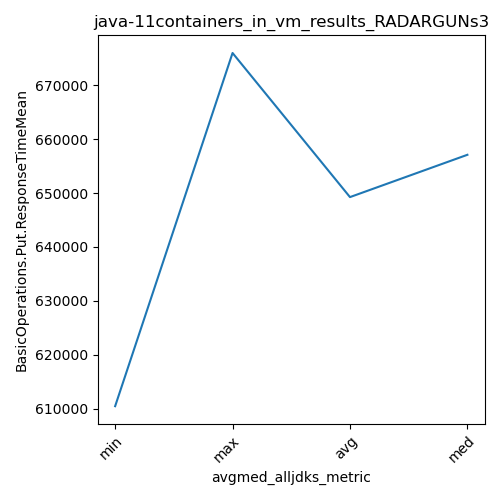 java-11containers_in_vm_results_RADARGUNs3
BasicOperations.Put.ResponseTimeMean
670000
660000
650000
640000
630000
620000
610000
min
max
avg
med
avgmed_alljdks_metric